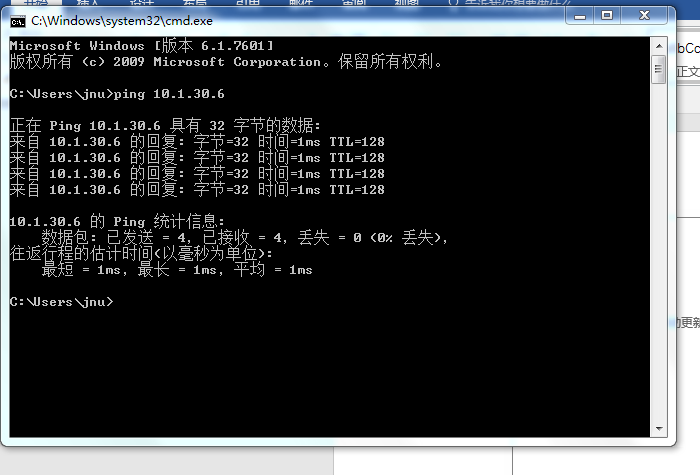 C:\Windows\system32\cmd.exe
Microsoft Windows [版本 6.1.7601]
版权所有 (c) 2009 Microsoft Corporation。保留所有权利。
C:\Users\jnu>ping 10.1.30.6
正在 Ping 10.1.30.6 具有 32 字节的数据:
来自 10.1.30.6 的回复: 字节=32 时间=1ms TTL=128
来自 10.1.30.6 的回复: 字节=32 时间=1ms TTL=128
来自 10.1.30.6 的回复: 字节=32 时间=1ms TTL=128
来自 10.1.30.6 的回复: 字节=32 时间=1ms TTL=128
10.1.30.6 的 Ping 统计信息:
数据包: 已发送 = 4，已接收 = 4，丢失 = 0 (0% 丢失)，
往返行程的估计时间(以毫秒为单位):
最短 = 1ms，最长 = 1ms，平均 = 1ms
C:\Users\jnu>
bCc
正文
动更新